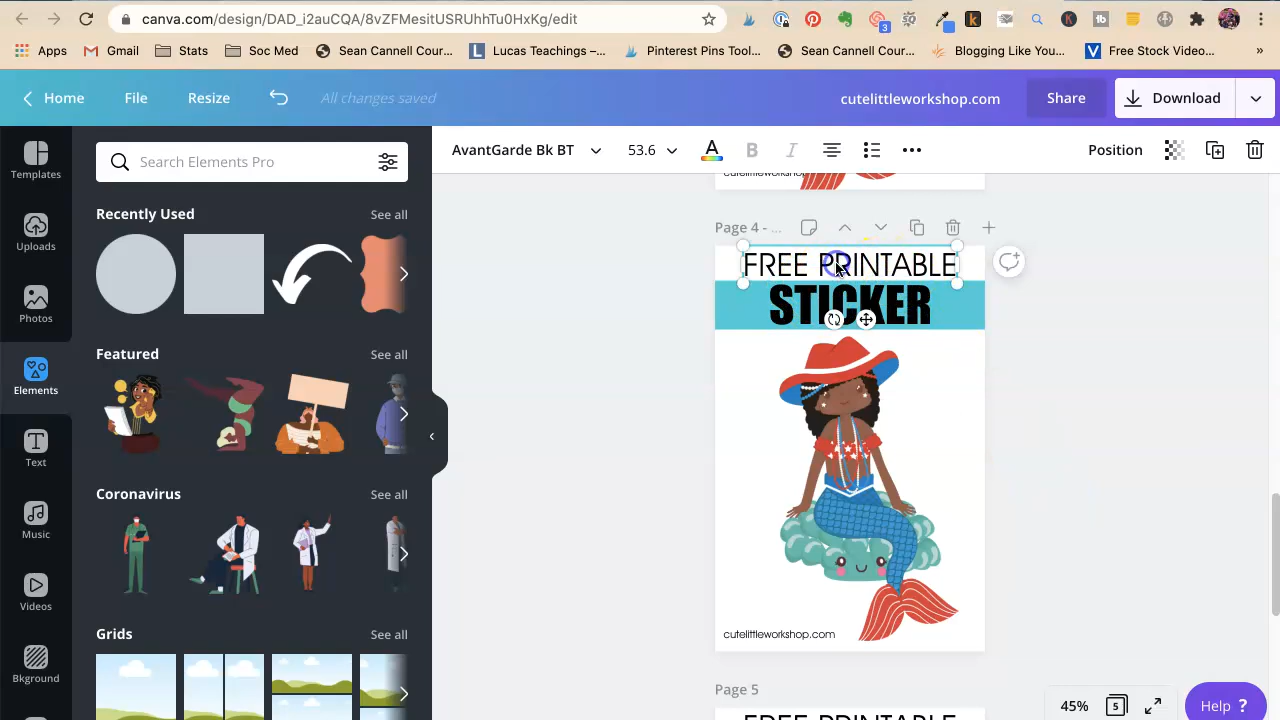 canva.com/design/DAD_i2auCQA/8vZFMesitUSRUhhTu0HxKg/edit
Apps Gmail Stats Soc Med Sean Cannell Cour... Lucas Teachings –... Pinterest Pins Tool... Sean Cannell Cour... Blogging Like You... Free Stock Video... »
Home File Resize All changes saved cutelittleworkshop.com Share Download
Templates
Uploads
Photos
Elements
Text
Music
Videos
Bkground
Search Elements Pro
Recently Used See all
Featured See all
Coronavirus See all
Grids See all
AvantGarde Bk BT 53.6 A B I Position
Page 4 - ...
FREE PRINTABLE
STICKER
cutelittleworkshop.com
Page 5
FREE PRINTABLE
45% 5 Help ?